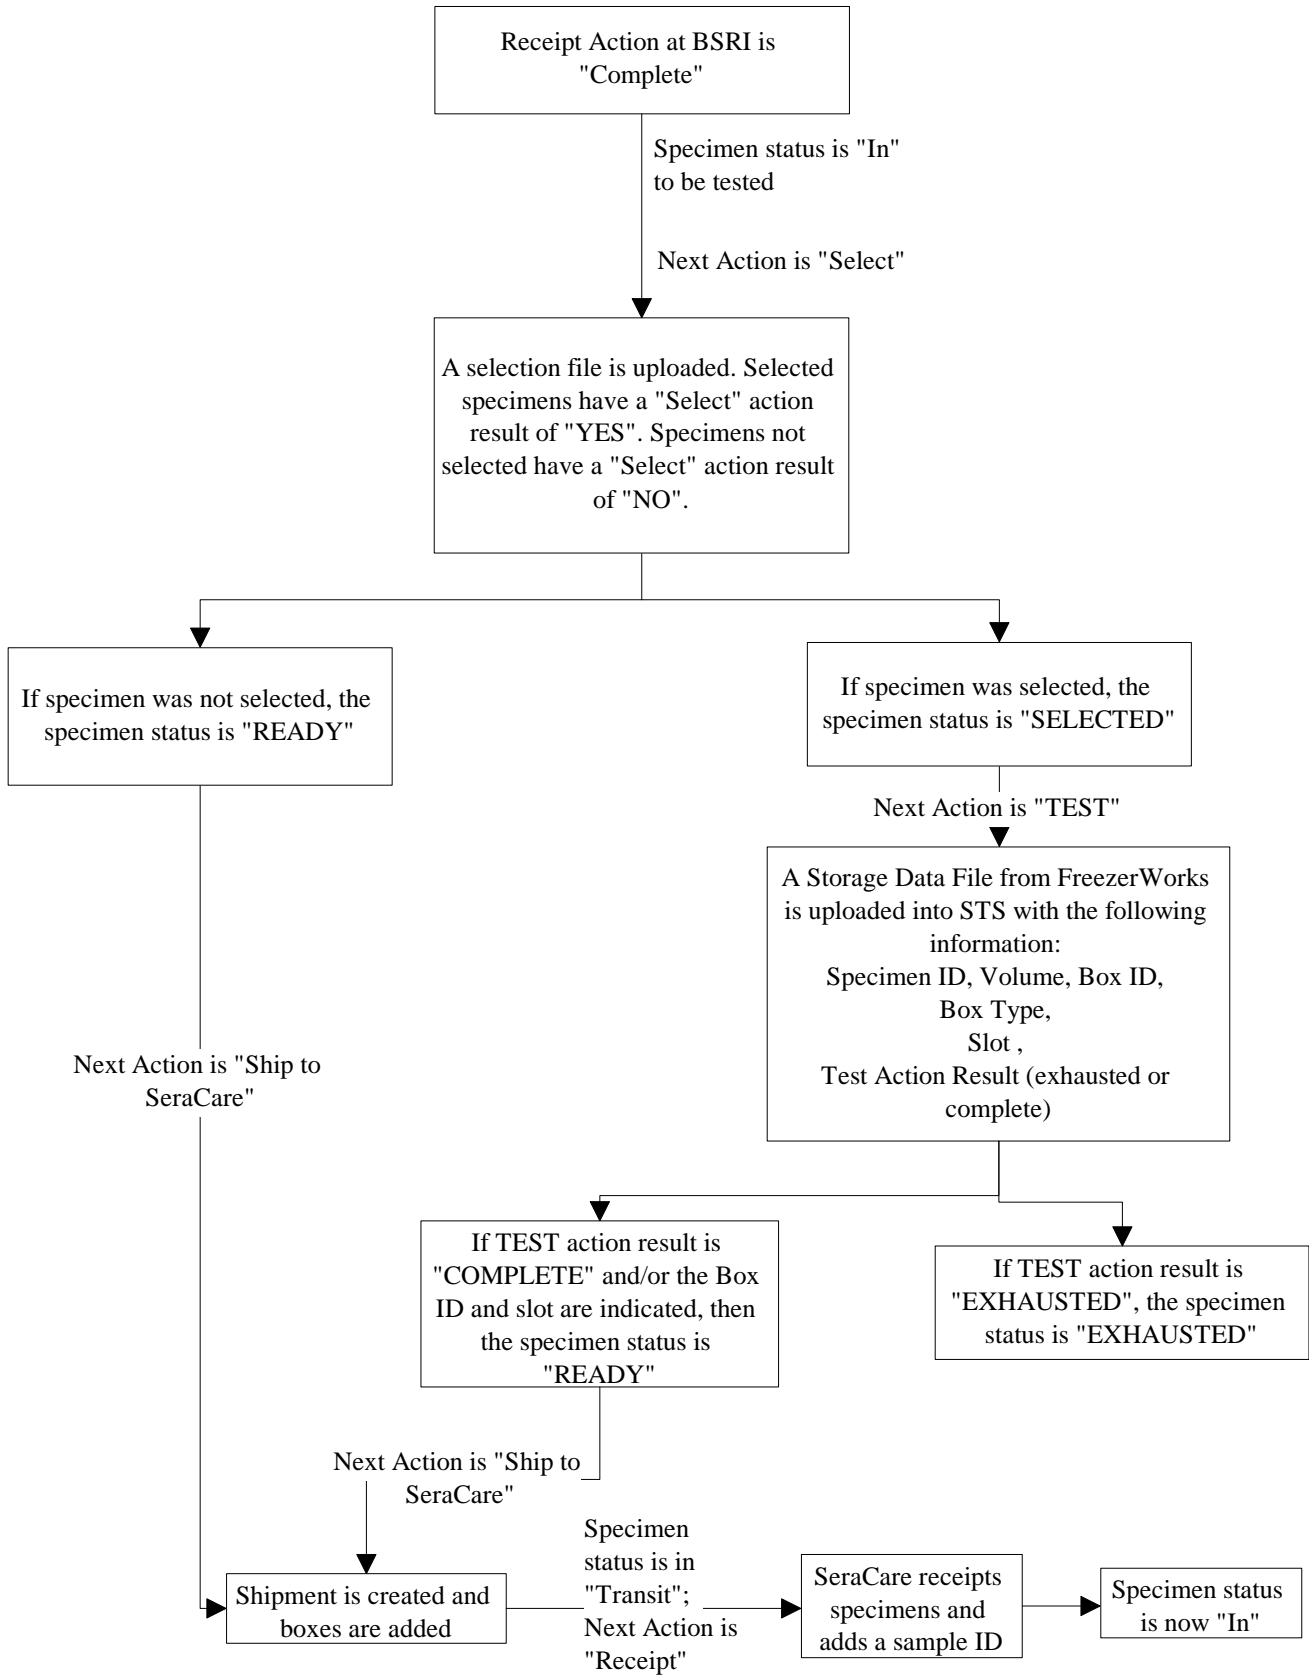 Receipt Action at BSRI is
"Complete"
Specimen status is "In"
to be tested
Next Action is "Select"
A selection file is uploaded. Selected
specimens have a "Select" action
result of "YES". Specimens not
selected have a "Select" action result
of "NO".
If specimen was not selected, the
specimen status is "READY"
If specimen was selected, the
specimen status is "SELECTED"
Next Action is "TEST"
A Storage Data File from FreezerWorks
is uploaded into STS with the following
information:
Specimen ID, Volume, Box ID,
Box Type,
Slot ,
Test Action Result (exhausted or
complete)
Next Action is "Ship to
SeraCare"
If TEST action result is
"COMPLETE" and/or the Box
ID and slot are indicated, then
the specimen status is
"READY"
If TEST action result is
"EXHAUSTED", the specimen
status is "EXHAUSTED"
Next Action is "Ship to
SeraCare"
Shipment is created and
boxes are added
Specimen
status is in
"Transit";
Next Action is
"Receipt"
SeraCare receipts
specimens and
adds a sample ID
Specimen status
is now "In"